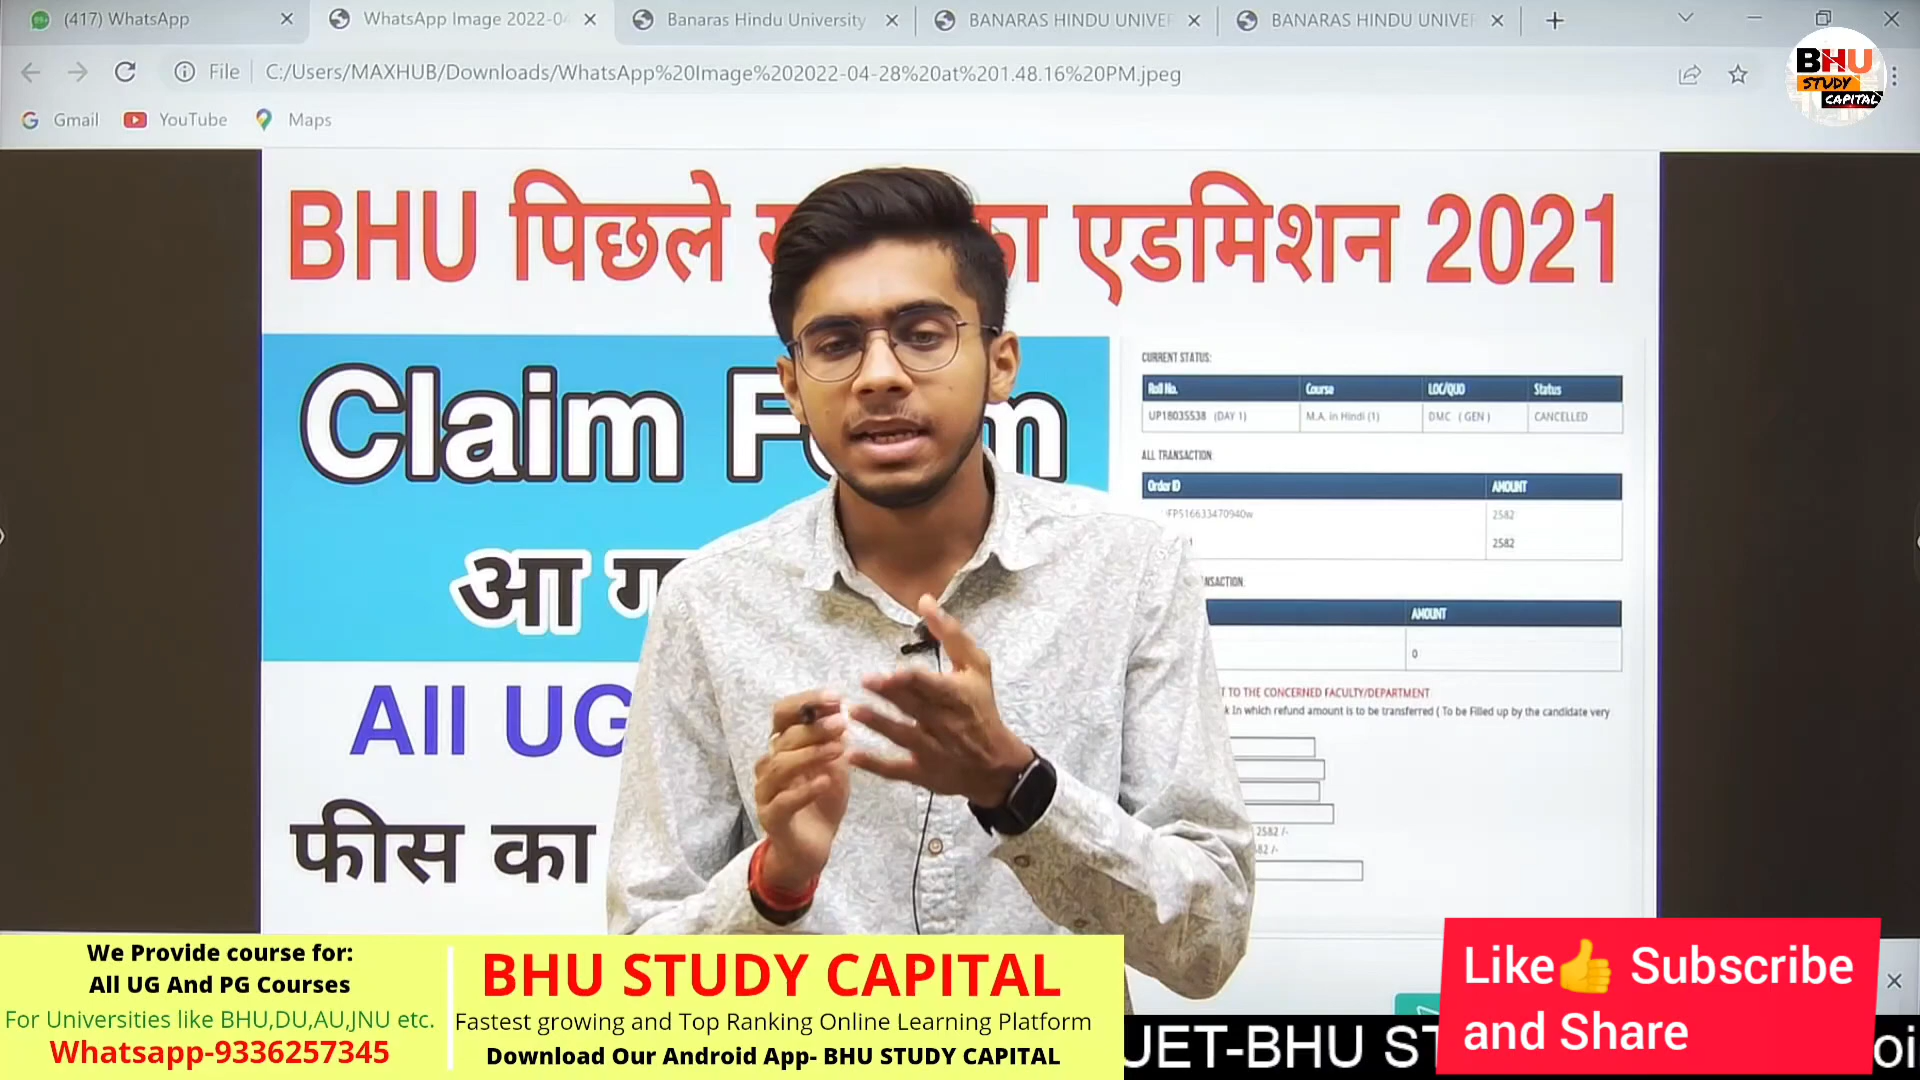 (417) WhatsApp
WhatsApp Image 2022-04
Banaras Hindu University
BANARAS HINDU UNIVER
BANARAS HINDU UNIVER
File
C:/Users/MAXHUB/Downloads/WhatsApp%20Image%202022-04-28%20at%201.48.16%20PM.jpeg
BHU
STUDY
CAPITAL
Gmail
YouTube
Maps
BHU पिछले का एडमिशन 2021
Claim
आ
All UG
फीस का
CURRENT STATUS:
Roll No. Course LOC/QUO Status
UP18035538 (DAY 1) M.A. in Hindi (1) DMC (GEN) CANCELLED
ALL TRANSACTION
Order ID AMOUNT
FP516633470940w 2582
2582
AMOUNT
0
TO THE CONCERNED FACULTY/DEPARTMENT
In which refund amount is to be transferred ( To be Filled up by the candidate very
2582 /-
We Provide course for:
All UG And PG Courses
For Universities like BHU,DU,AU,JNU etc.
Whatsapp-9336257345
BHU STUDY CAPITAL
Fastest growing and Top Ranking Online Learning Platform
Download Our Android App- BHU STUDY CAPITAL
Like👍 Subscribe
and Share